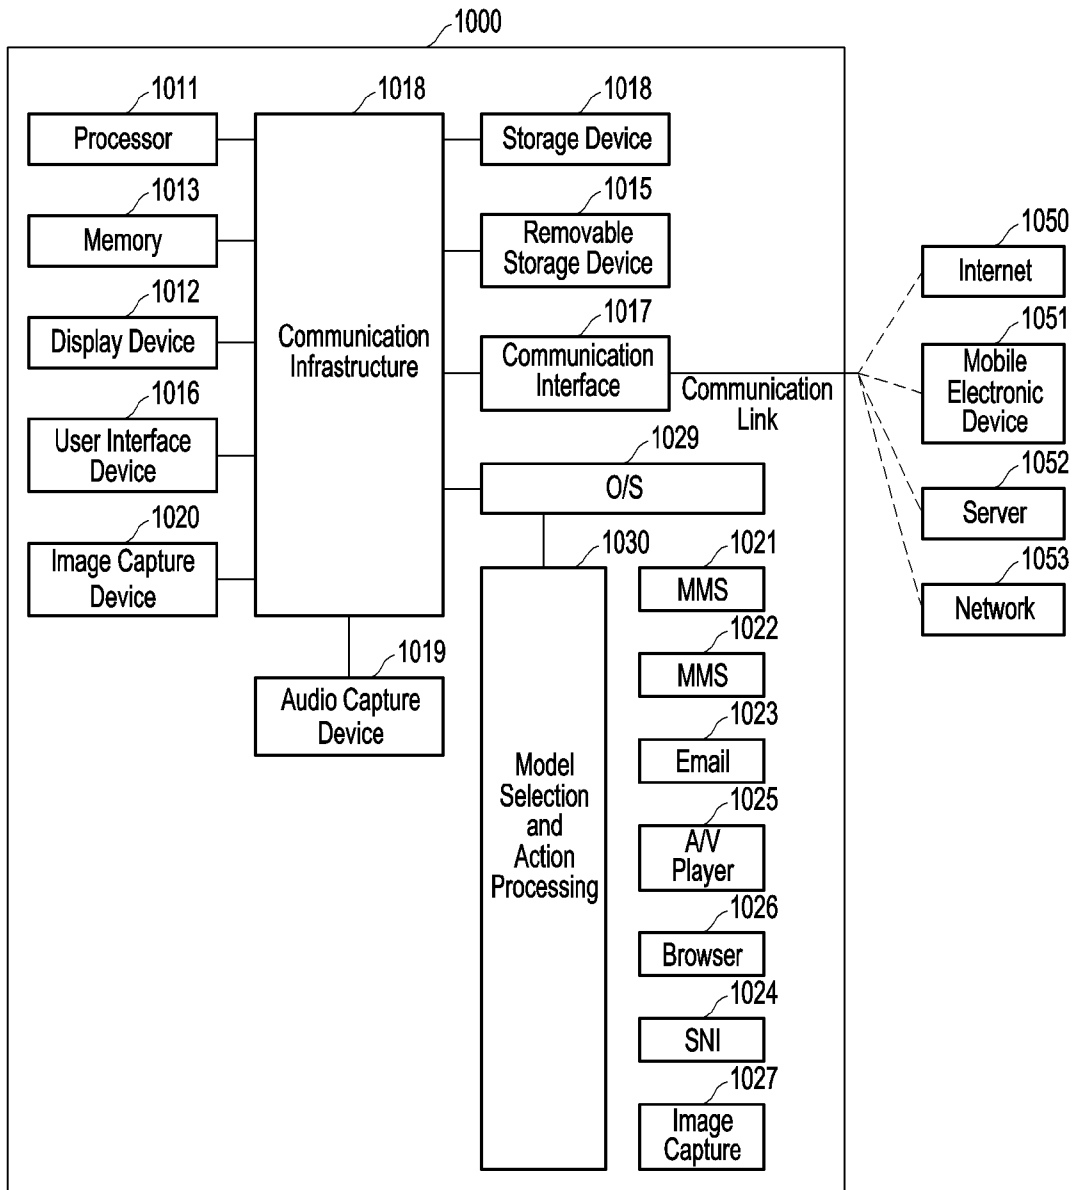 1000
1011
Processor
1013
Memory
1012
Display Device
1016
User Interface
Device
1020
Image Capture
Device
1018
Communication
Infrastructure
1019
Audio Capture
Device
1018
Storage Device
1015
Removable
Storage Device
1017
Communication
Interface
Communication
Link
1029
O/S
1030
Model
Selection
and
Action
Processing
1021
MMS
1022
MMS
1023
Email
1025
A/V
Player
1026
Browser
1024
SNI
1027
Image
Capture
1050
Internet
1051
Mobile
Electronic
Device
1052
Server
1053
Network